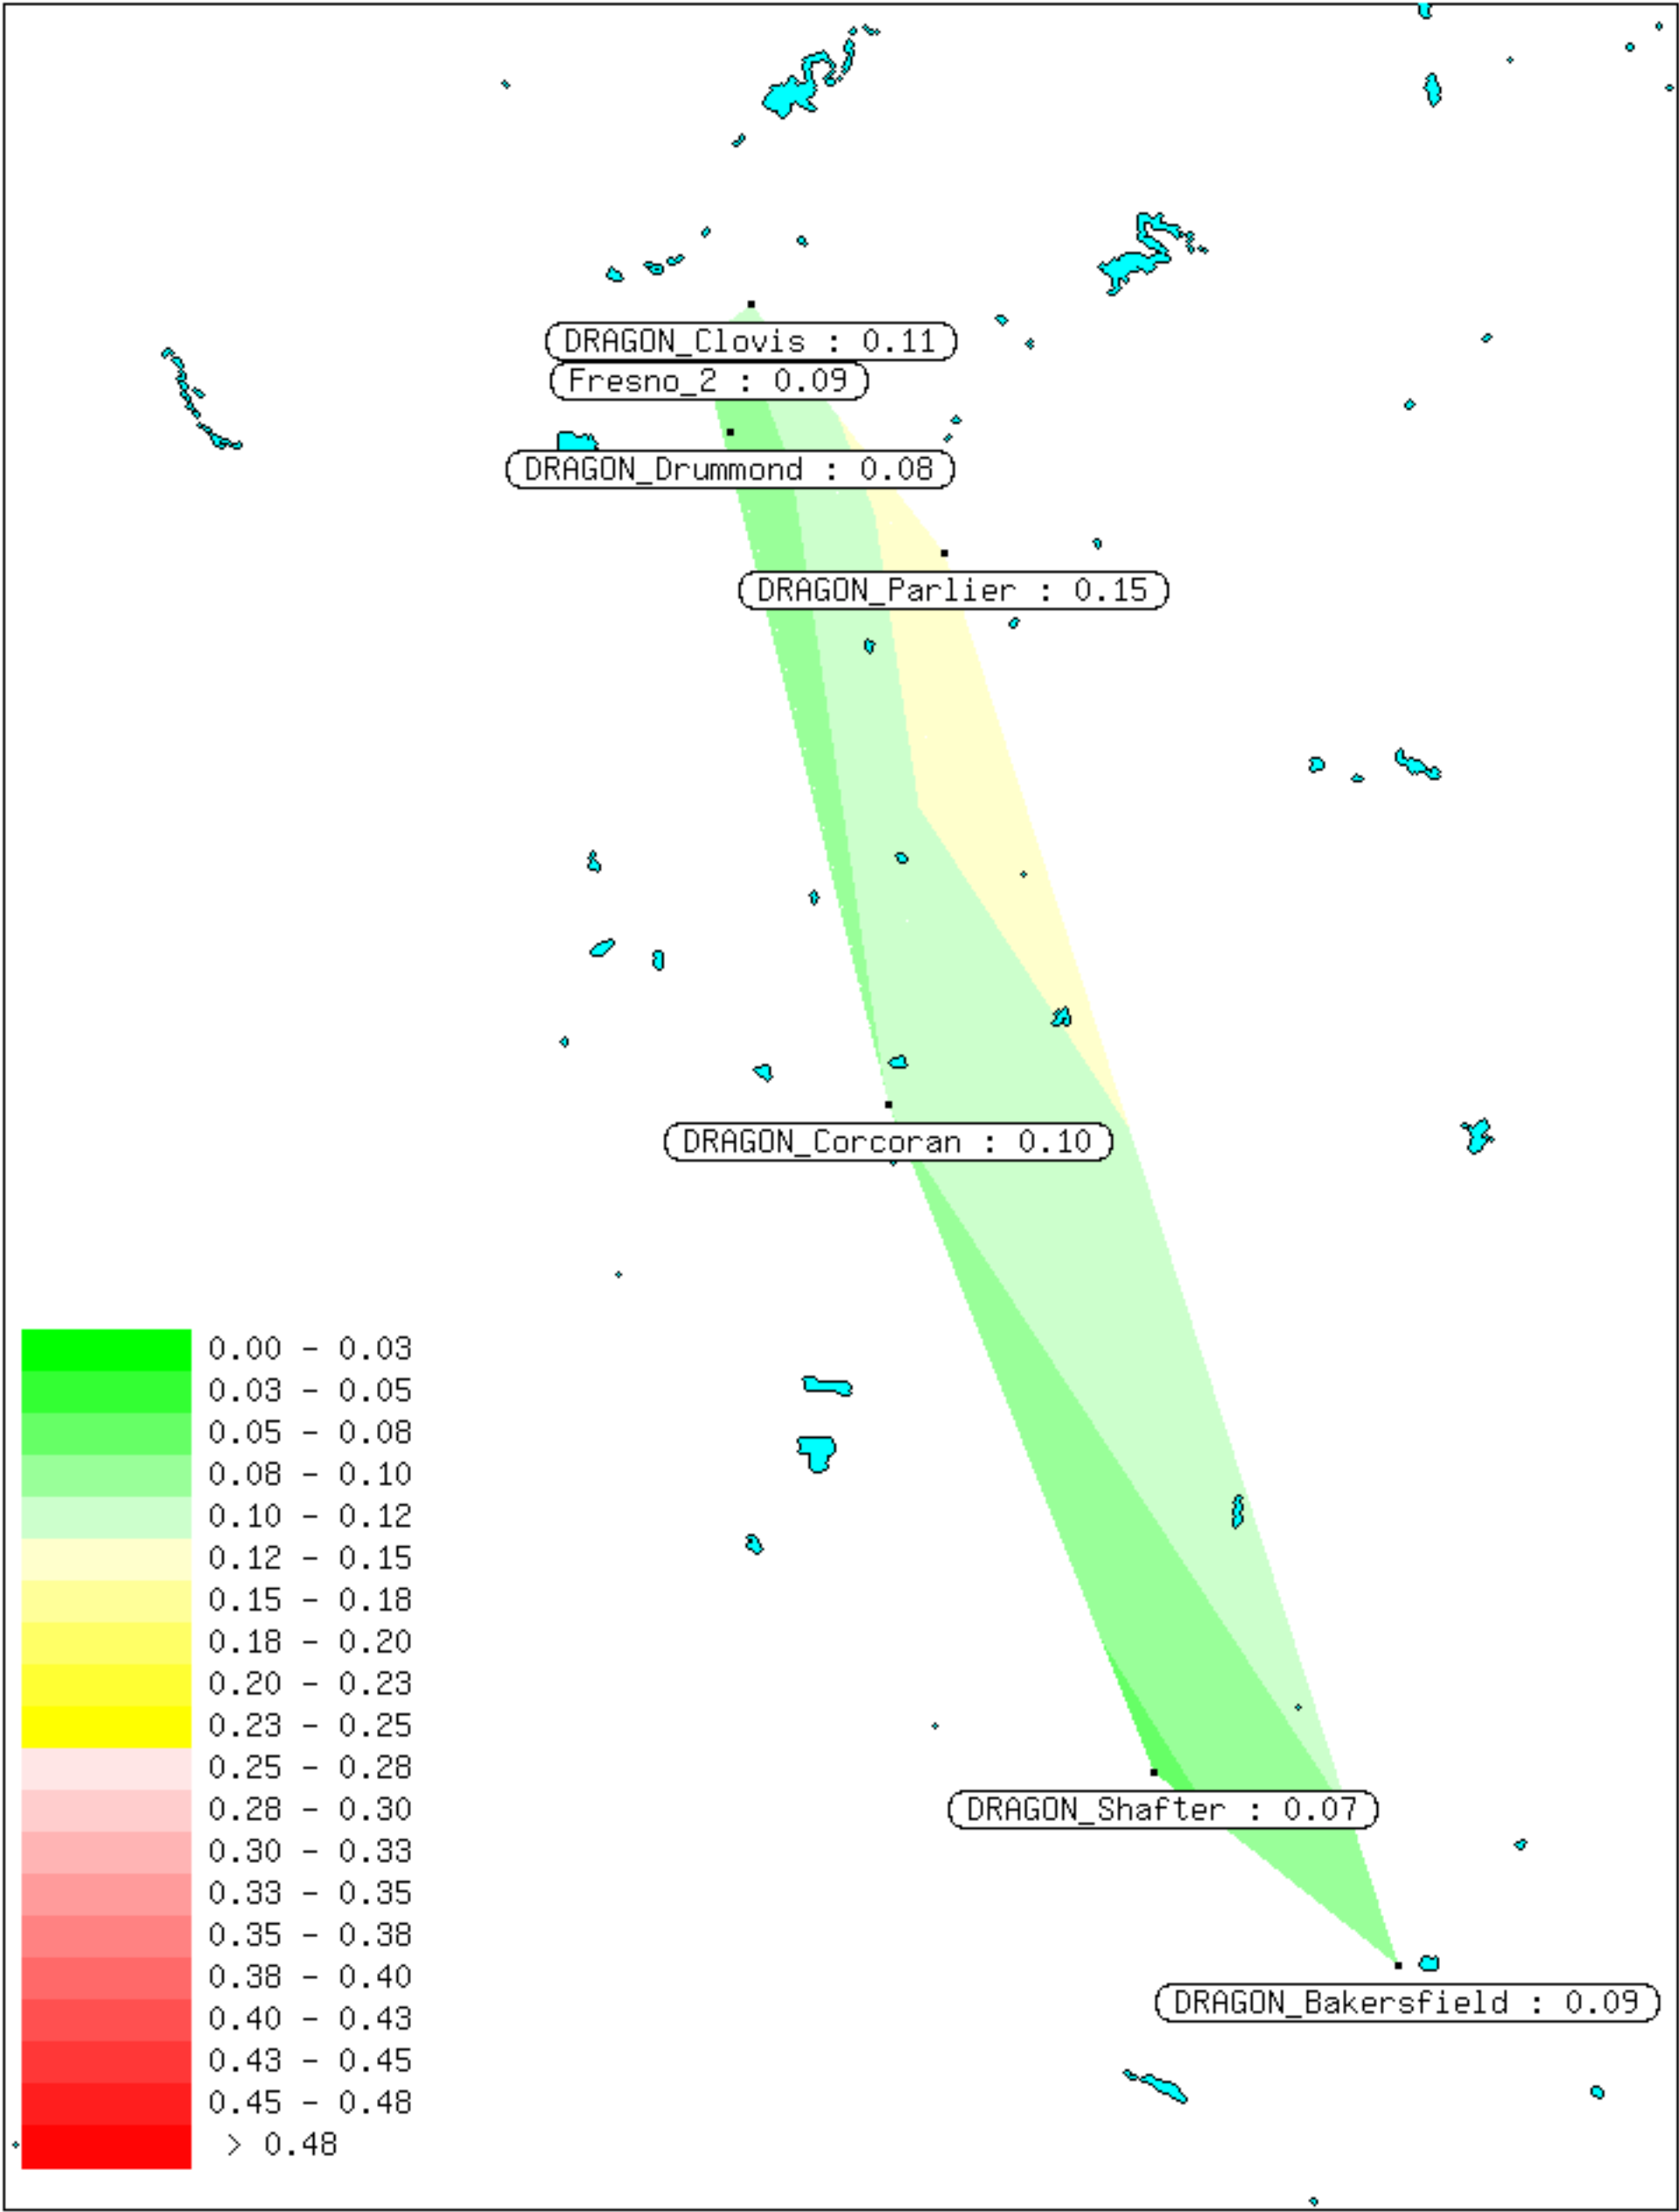 DRAGON_Clovis : 0.11
Fresno_2 : 0.09
DRAGON_Drummond : 0.08
DRAGON_Parlier : 0.15
DRAGON_Corcoran : 0.10
0.00 - 0.03
0.03 - 0.05
0.05 - 0.08
0.08 - 0.10
0.10 - 0.12
0.12 - 0.15
0.15 - 0.18
0.18 - 0.20
0.20 - 0.23
0.23 - 0.25
0.25 - 0.28
0.28 - 0.30
0.30 - 0.33
0.33 - 0.35
0.35 - 0.38
0.38 - 0.40
0.40 - 0.43
0.43 - 0.45
0.45 - 0.48
> 0.48
DRAGON_Shafter : 0.07
DRAGON_Bakersfield : 0.09